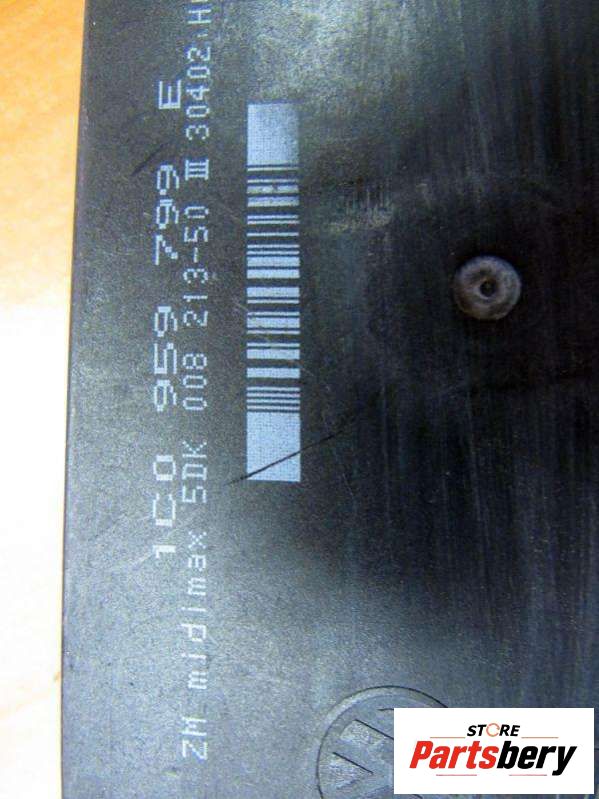 1C0 959 799 E
ZM midimax 5DK 008 213-50 III 30402
STORE
Partsbery